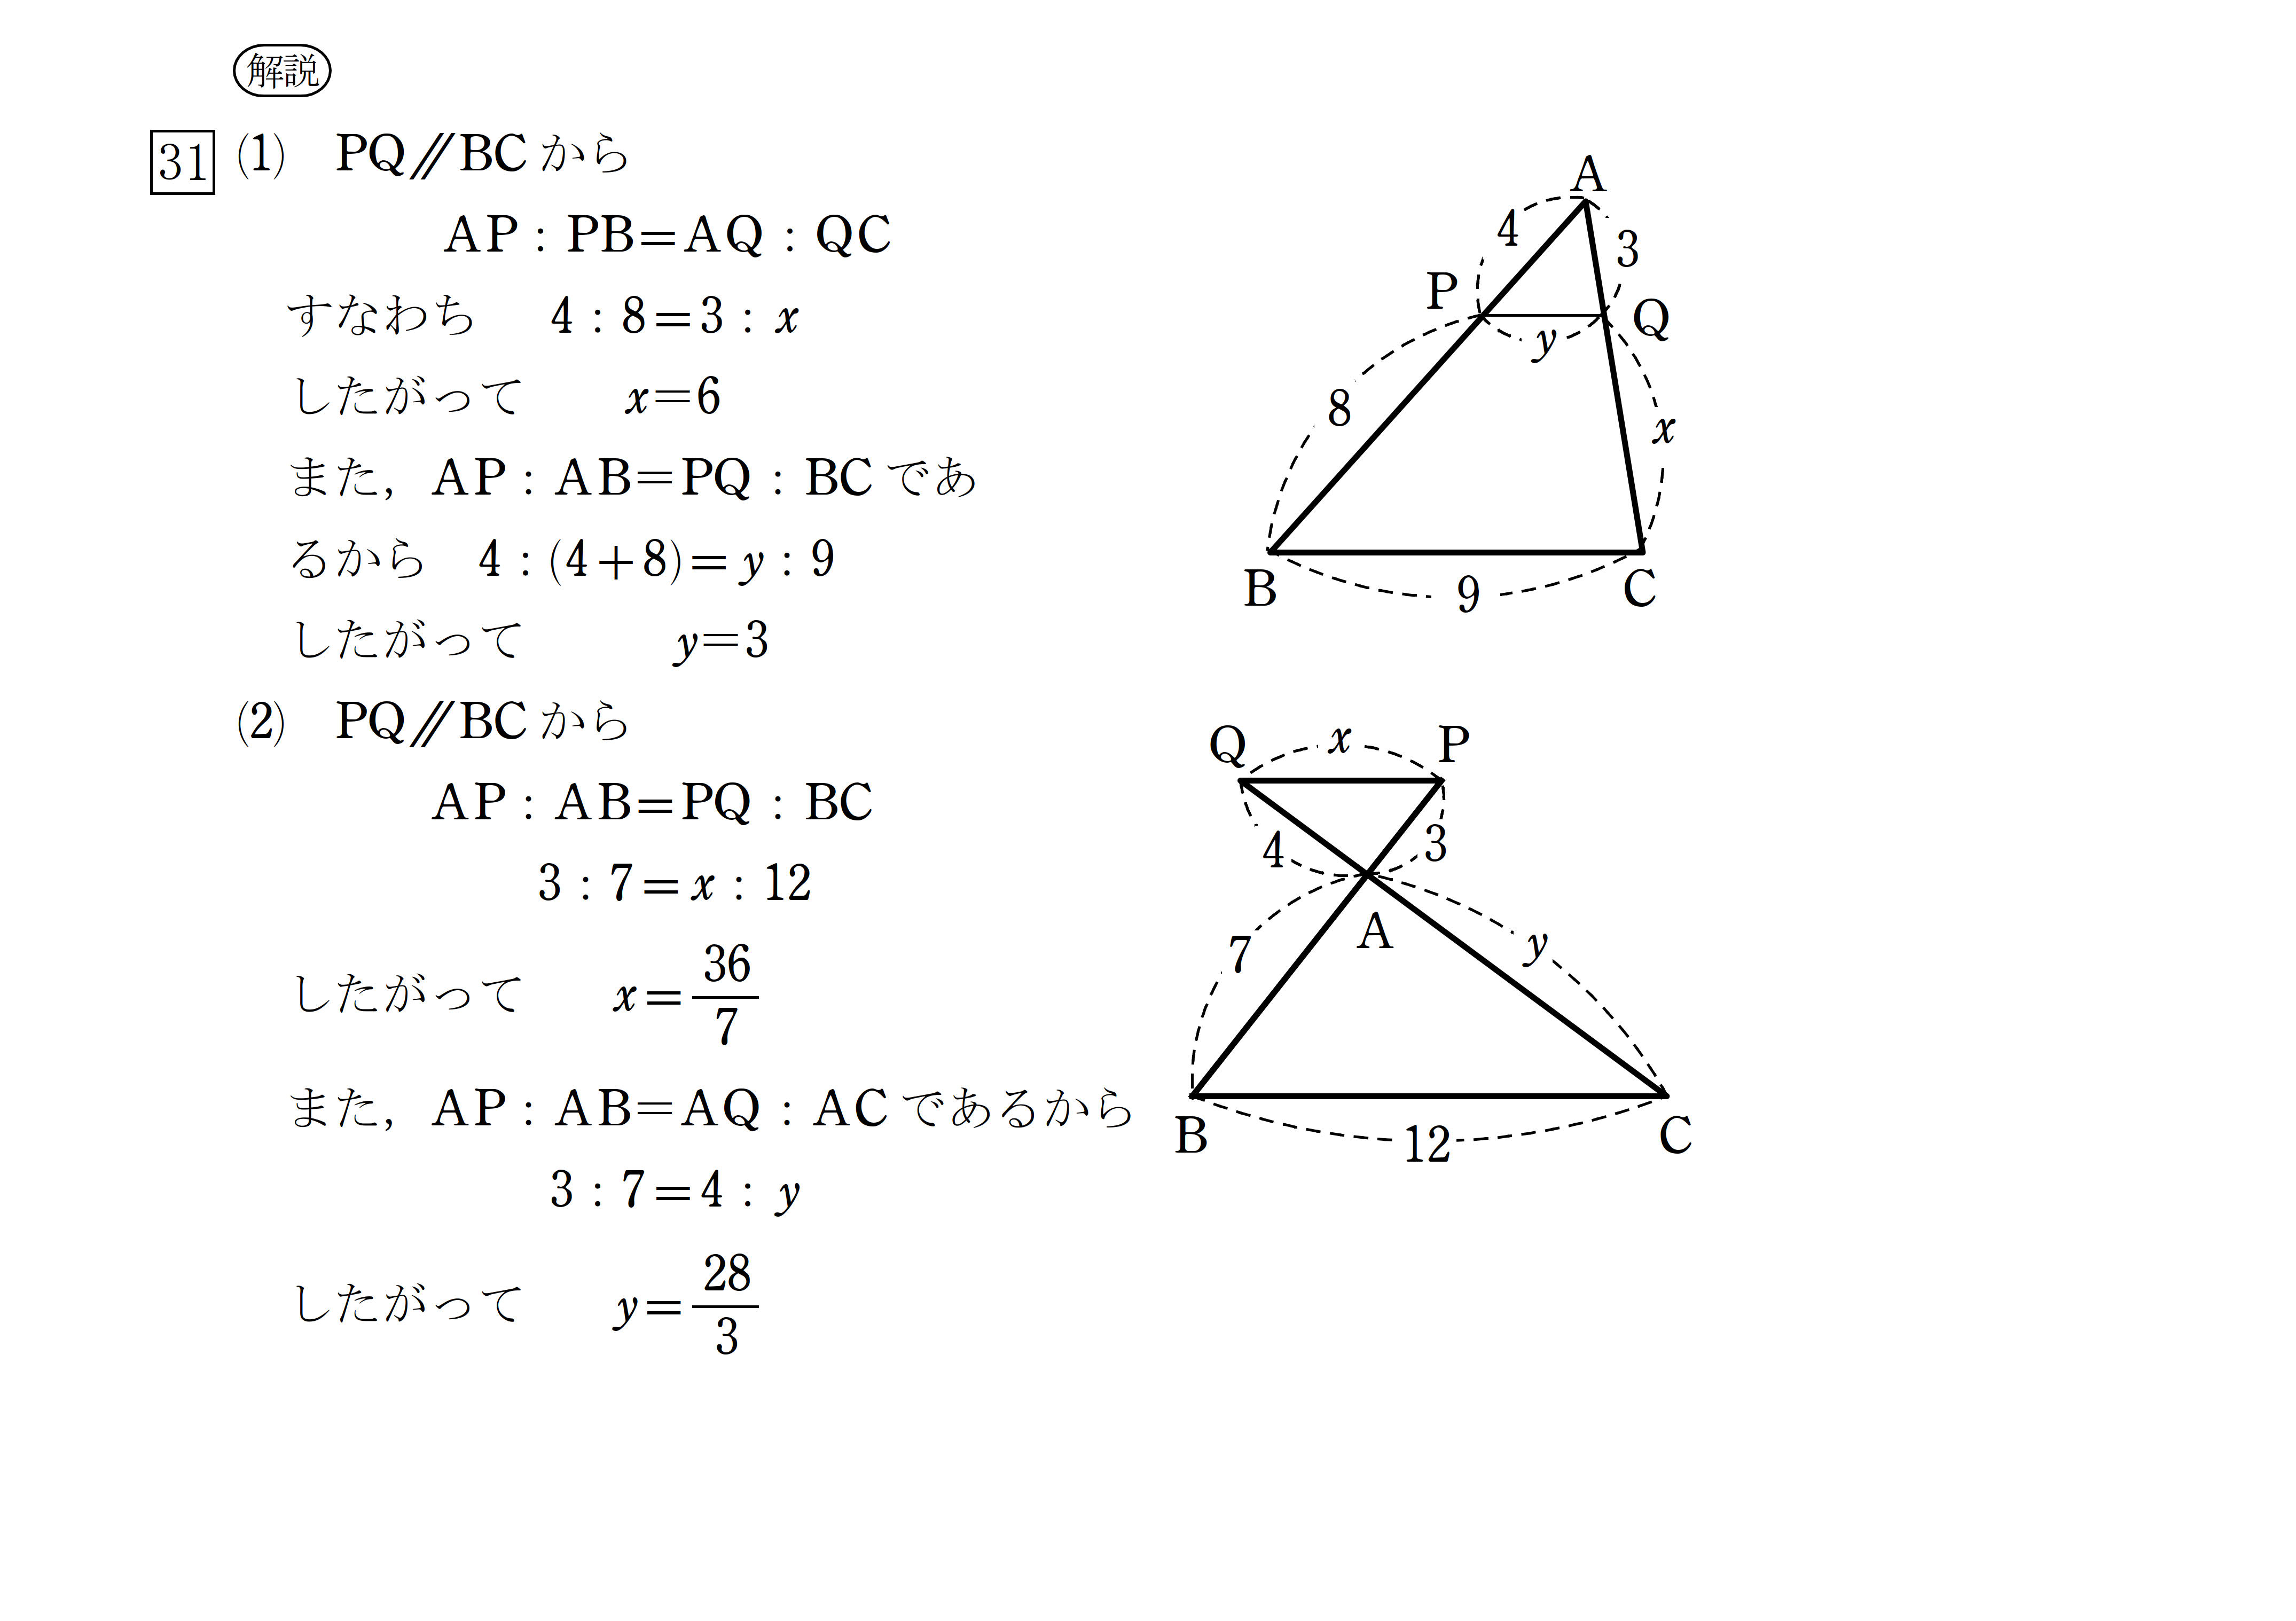 解説
31 (1) PQ∥BC から
AP : PB=AQ : QC
すなわち 4 : 8=3 : x
したがって x=6
また，AP : AB=PQ : BC であ
るから 4 : (4+8)=y : 9
したがって y=3
A
4
3
P
Q
y
8
x
B
9
C
(2) PQ∥BC から
AP : AB=PQ : BC
3 : 7=x : 12
したがって x=36/7
また，AP : AB=AQ : AC であるから
3 : 7=4 : y
したがって y=28/3
Q
x
P
4
3
A
7
y
B
12
C